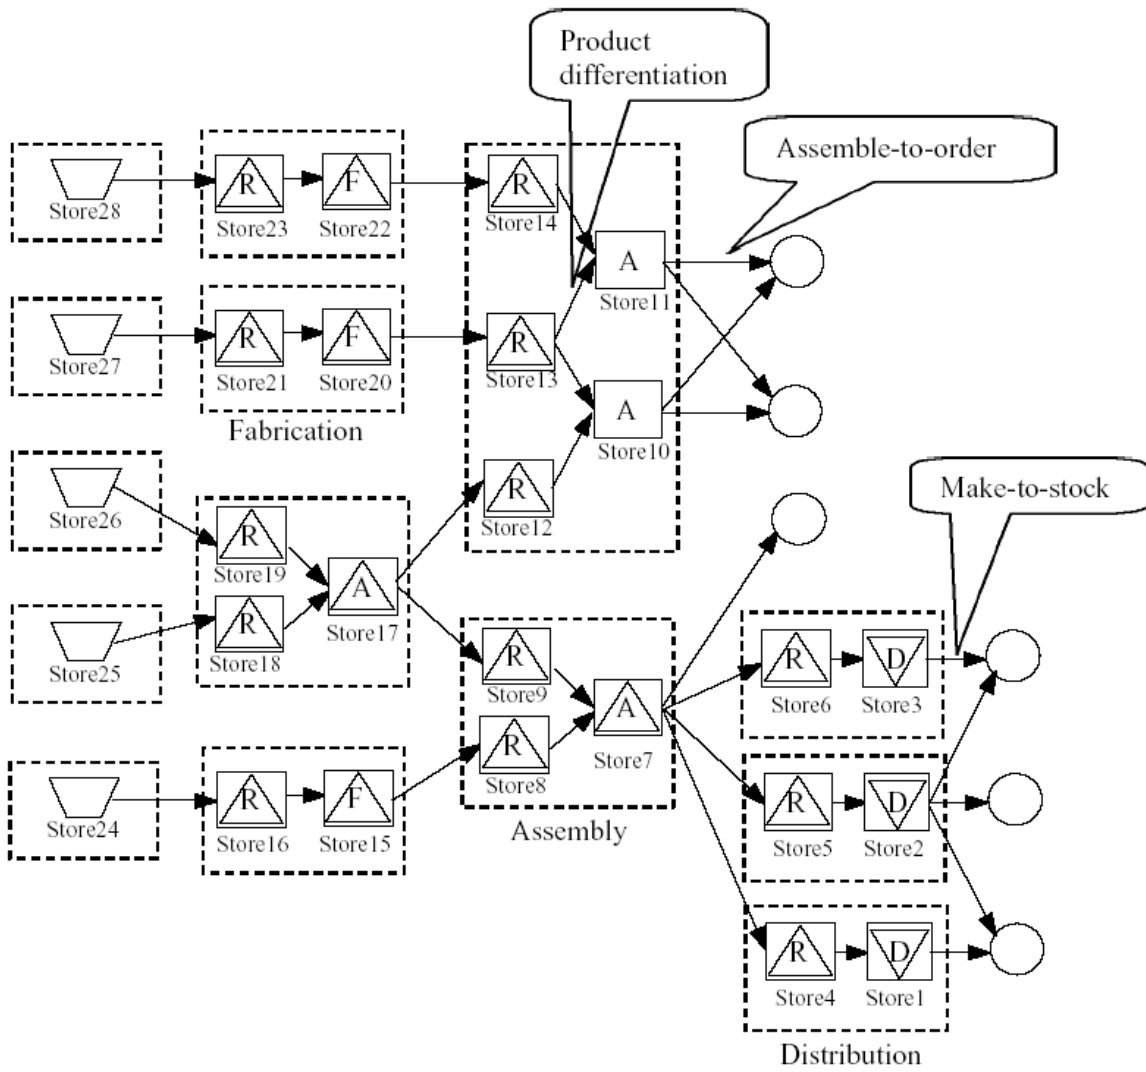 Product
differentiation
Assemble-to-order
R
F
R
Store28
Store23
Store22
Store14
A
Store11
R
F
R
Store27
Store21
Store20
Store13
A
Fabrication
Store10
Make-to-stock
R
Store26
Store12
R
Store19
A
R
Store17
Store25
Store18
R
Store9
A
R
D
Store6
Store3
R
Store8
Store7
R
F
Store24
Store16
Store15
R
D
Store5
Store2
Assembly
R
D
Store4
Store1
Distribution